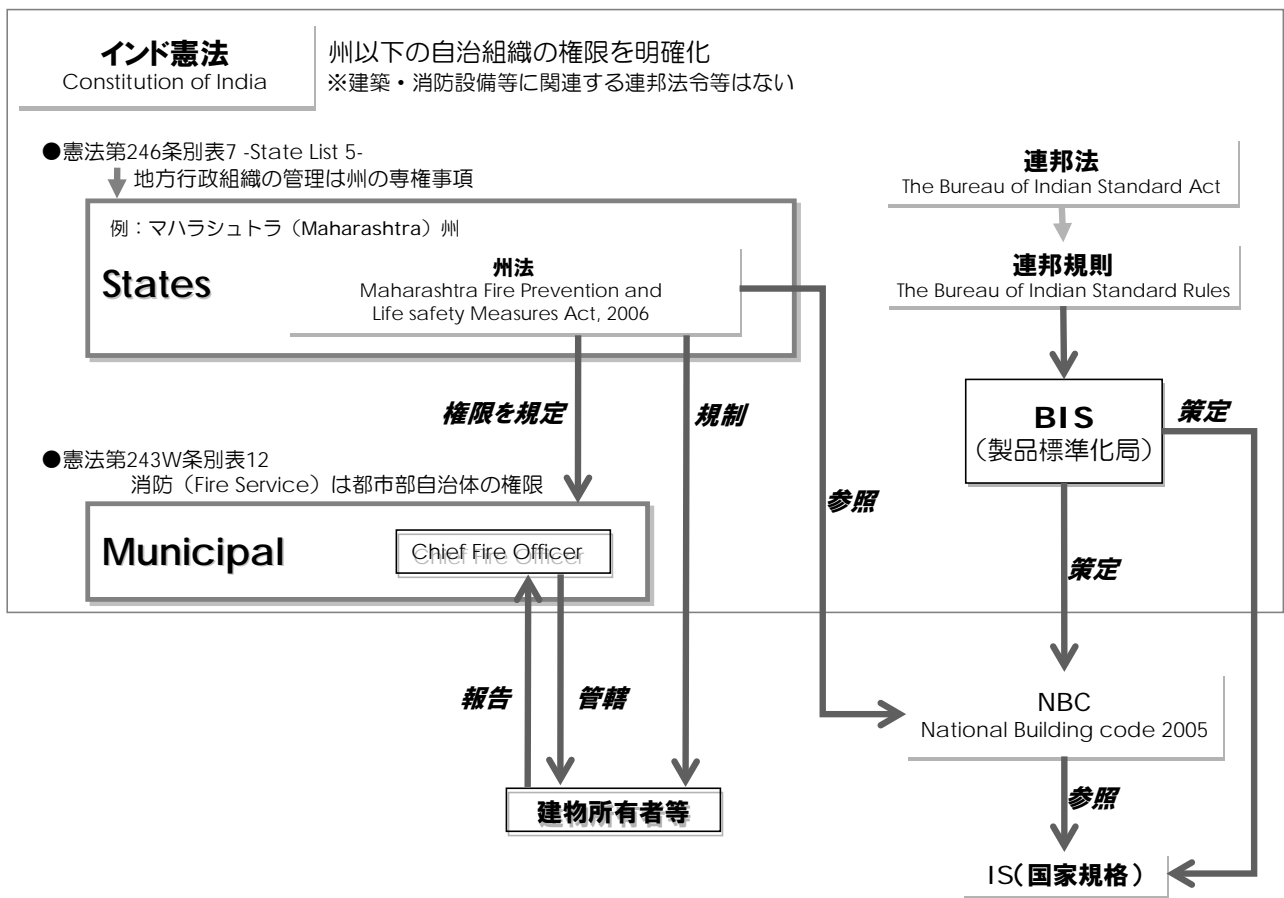 インド憲法
Constitution of India
州以下の自治組織の権限を明確化
※建築・消防設備等に関連する連邦法令等はない
●憲法第246条別表7 -State List 5-
地方行政組織の管理は州の専権事項
例：マハラシュトラ（Maharashtra）州
States
州法
Maharashtra Fire Prevention and
Life safety Measures Act, 2006
連邦法
The Bureau of Indian Standard Act
連邦規則
The Bureau of Indian Standard Rules
権限を規定
規制
BIS
（製品標準化局）
策定
●憲法第243W条別表12
消防（Fire Service）は都市部自治体の権限
参照
Municipal
Chief Fire Officer
策定
報告
管轄
NBC
National Building code 2005
参照
建物所有者等
IS(国家規格）